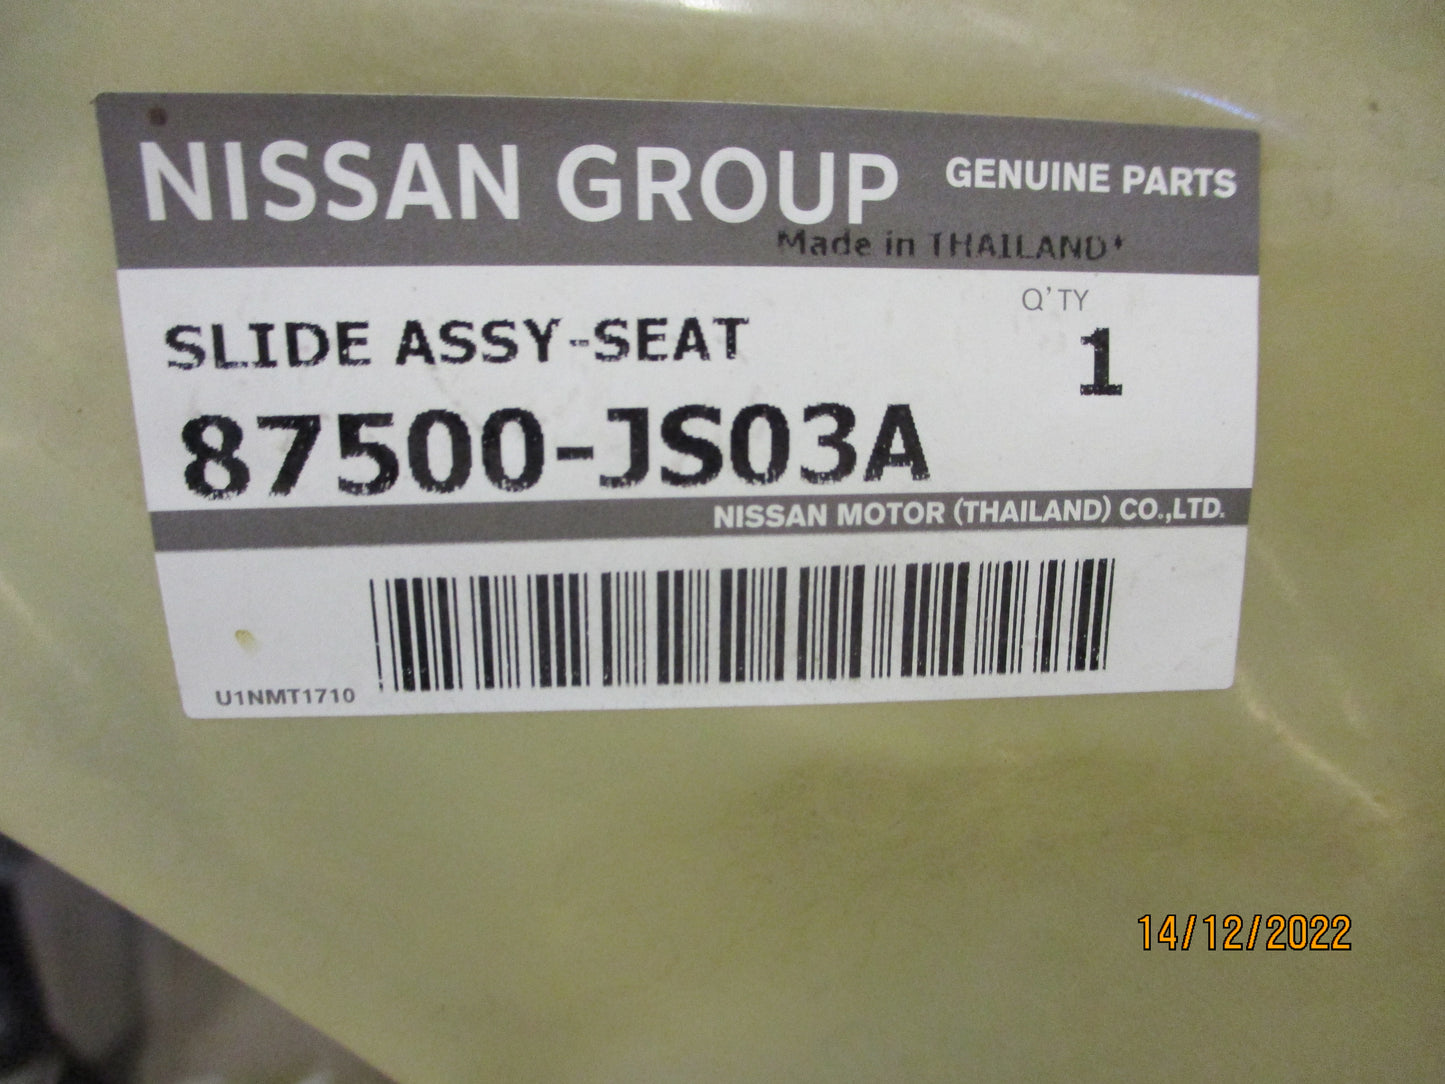 NISSAN GROUP GENUINE PARTS
Made in THAILAND*
Q'TY
SLIDE ASSY-SEAT 1
87500-JS03A
NISSAN MOTOR (THAILAND) CO.,LTD.
U1NMT1710
14/12/2022